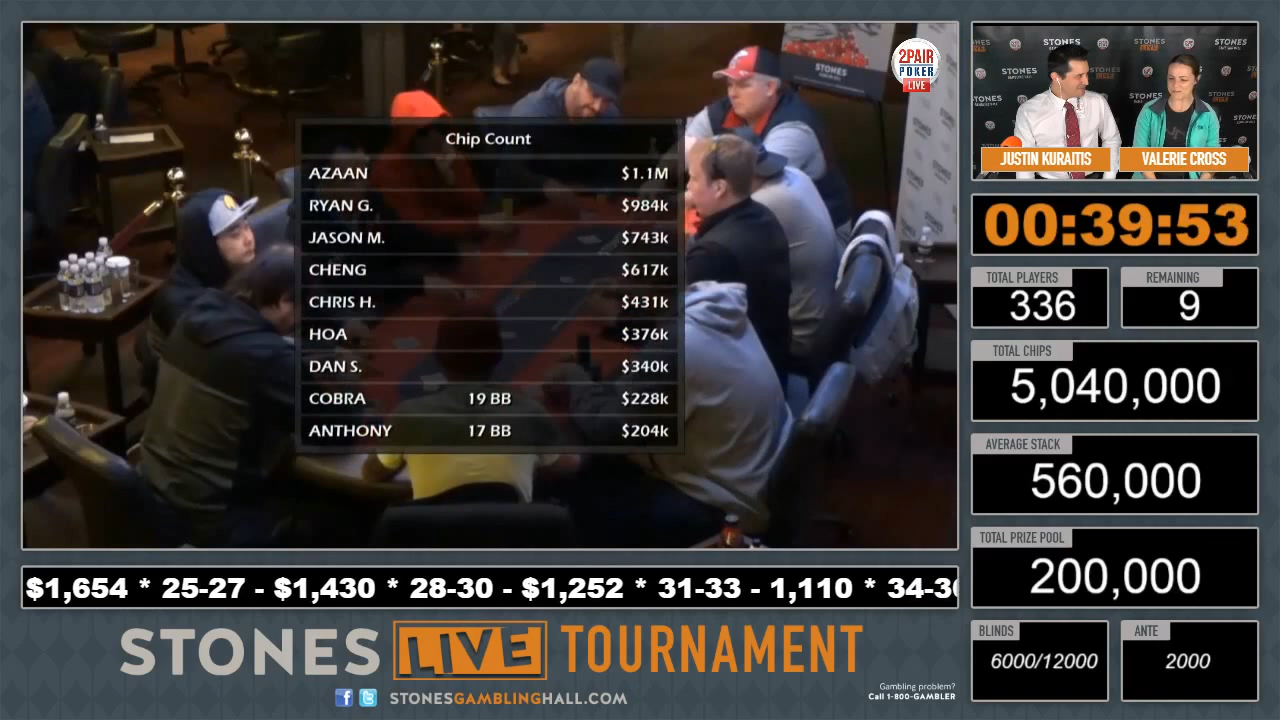 2PAIR
POKER
LIVE
STONES
Chip Count
AZAAN $1.1M
RYAN G. $984k
JASON M. $743k
CHENG $617k
CHRIS H. $431k
HOA $376k
DAN S. $340k
COBRA 19 BB $228k
ANTHONY 17 BB $204k
STONES STONES STONES
STONES
JUSTIN KURAITIS VALERIE CROSS
00:39:53
TOTAL PLAYERS REMAINING
336 9
TOTAL CHIPS
5,040,000
AVERAGE STACK
560,000
TOTAL PRIZE POOL
200,000
BLINDS ANTE
6000/12000 2000
$1,654 * 25-27 - $1,430 * 28-30 - $1,252 * 31-33 - 1,110 * 34-3
STONES LIVE TOURNAMENT
STONESGAMBLINGHALL.COM
Gambling problem?
Call 1-800-GAMBLER